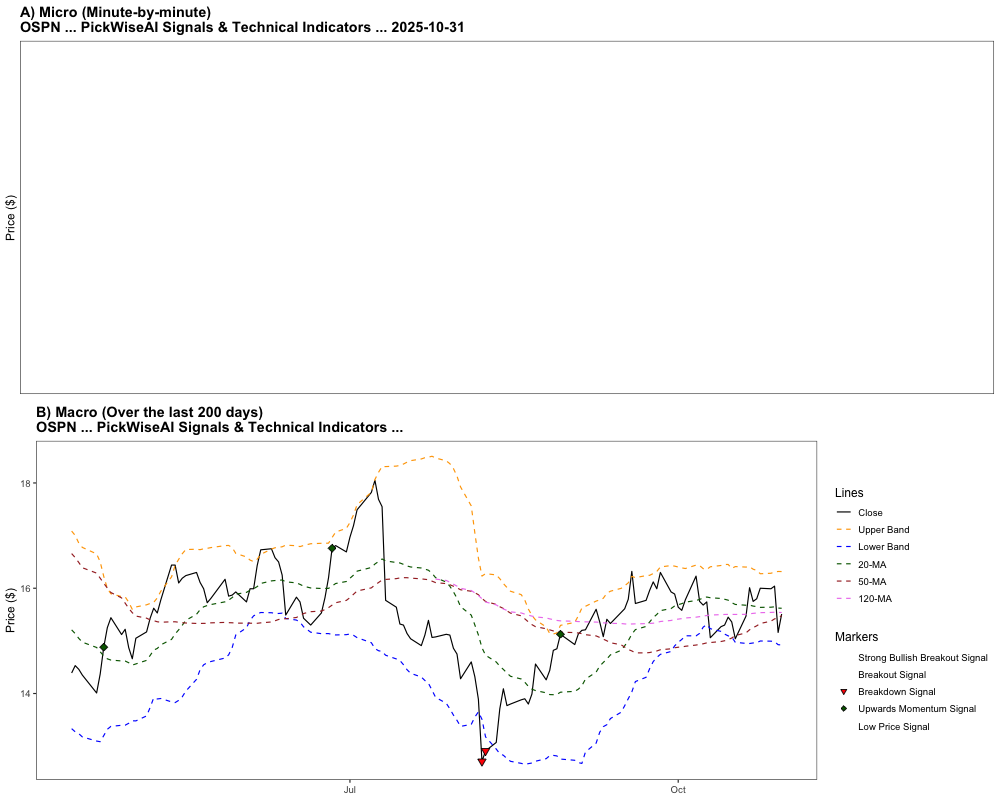 A) Micro (Minute-by-minute)
OSPN ... PickWiseAI Signals & Technical Indicators ... 2025-10-31
Price ($)
B) Macro (Over the last 200 days)
OSPN ... PickWiseAI Signals & Technical Indicators ...
Price ($)
18
16
14
Jul
Oct
Lines
Close
Upper Band
Lower Band
20-MA
50-MA
120-MA
Markers
Strong Bullish Breakout Signal
Breakout Signal
Breakdown Signal
Upwards Momentum Signal
Low Price Signal